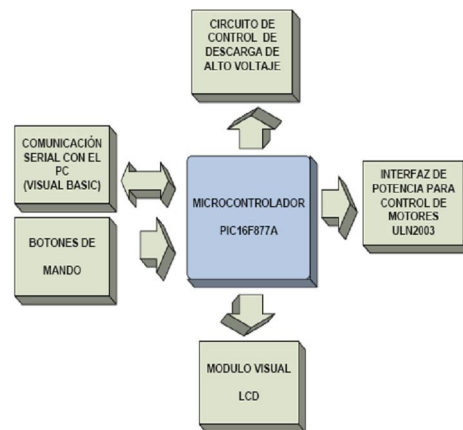 CIRCUITO DE
CONTROL DE
DESCARGA DE
ALTO VOLTAJE
COMUNICACIÓN
SERIAL CON EL
PC
(VISUAL BASIC)
BOTONES DE
MANDO
MICROCONTROLADOR
PIC16F877A
INTERFAZ DE
POTENCIA PARA
CONTROL DE
MOTORES
ULN2003
MODULO VISUAL
LCD